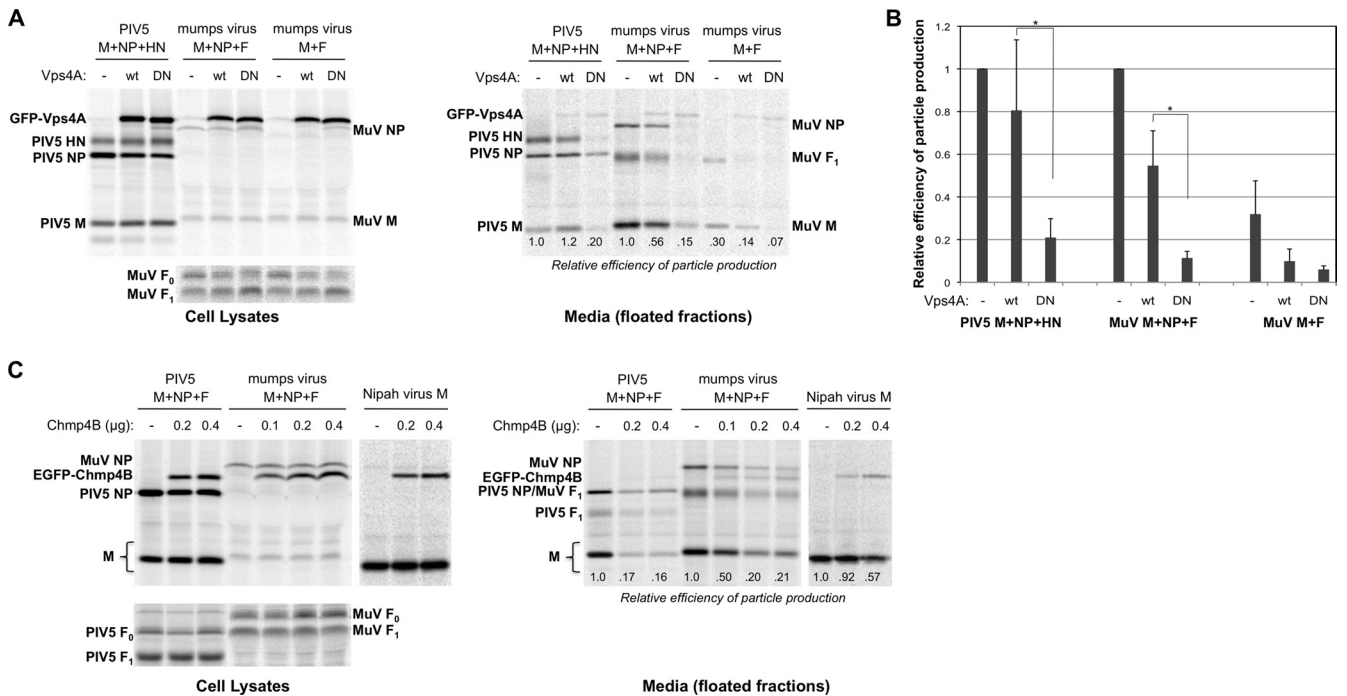 A
PIV5 mumps virus mumps virus
M+NP+HN M+NP+F M+F
Vps4A: - wt DN - wt DN - wt DN
GFP-Vps4A
MuV NP
PIV5 HN
PIV5 NP
PIV5 M
MuV M
MuV F0
MuV F1
Cell Lysates
PIV5 mumps virus mumps virus
M+NP+HN M+NP+F M+F
Vps4A: - wt DN - wt DN - wt DN
GFP-Vps4A
MuV NP
PIV5 HN
PIV5 NP
MuV F1
PIV5 M
MuV M
1.0 1.2 .20 1.0 .56 .15 .30 .14 .07
Relative efficiency of particle production
Media (floated fractions)
B
Relative efficiency of particle production
1.2
1
0.8
0.6
0.4
0.2
0
*
*
Vps4A: - wt DN - wt DN - wt DN
PIV5 M+NP+HN MuV M+NP+F MuV M+F
C
PIV5 mumps virus
M+NP+F M+NP+F Nipah virus M
Chmp4B (µg): - 0.2 0.4 - 0.1 0.2 0.4 - 0.2 0.4
MuV NP
EGFP-Chmp4B
PIV5 NP
M
PIV5 F0
PIV5 F1
MuV F0
MuV F1
Cell Lysates
PIV5 mumps virus
M+NP+F M+NP+F Nipah virus M
Chmp4B (µg): - 0.2 0.4 - 0.1 0.2 0.4 - 0.2 0.4
MuV NP
EGFP-Chmp4B
PIV5 NP/MuV F1
PIV5 F1
M
1.0 .17 .16 1.0 .50 .20 .21 1.0 .92 .57
Relative efficiency of particle production
Media (floated fractions)